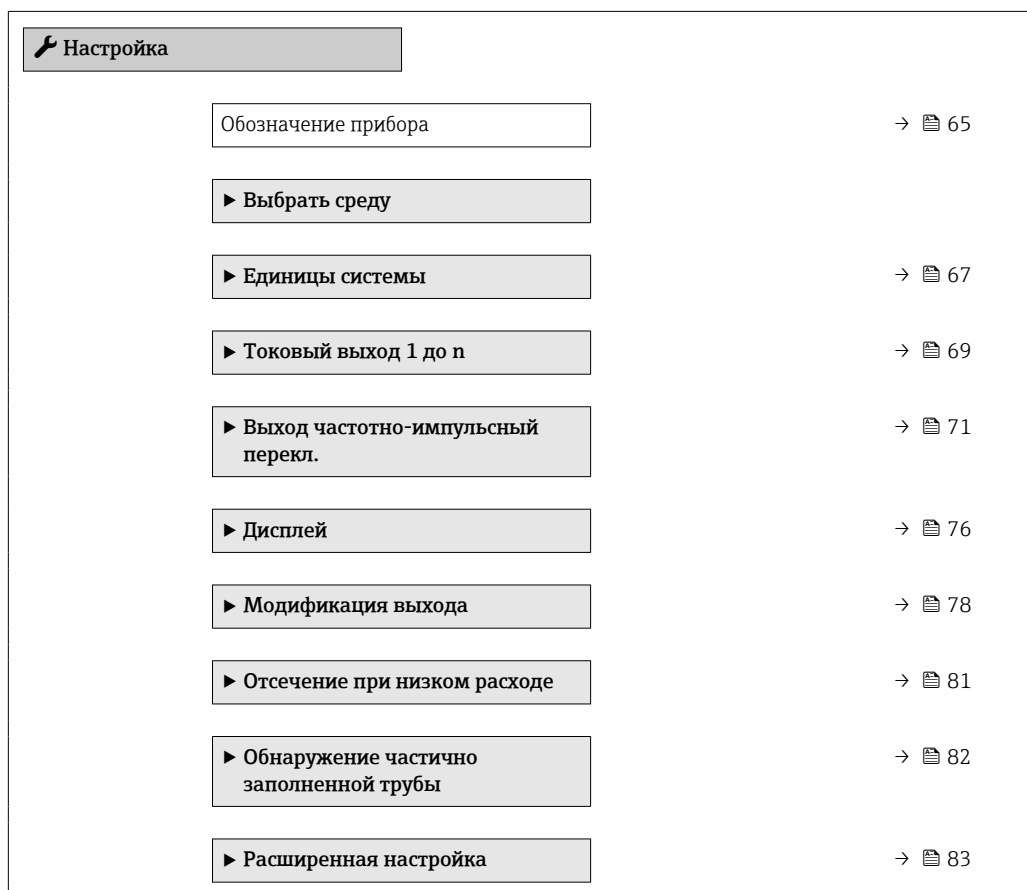 Настройка
Обозначение прибора → 65
▶ Выбрать среду
▶ Единицы системы → 67
▶ Токовый выход 1 до n → 69
▶ Выход частотно-импульсный → 71
перекл.
▶ Дисплей → 76
▶ Модификация выхода → 78
▶ Отсечение при низком расходе → 81
▶ Обнаружение частично → 82
заполненной трубы
▶ Расширенная настройка → 83